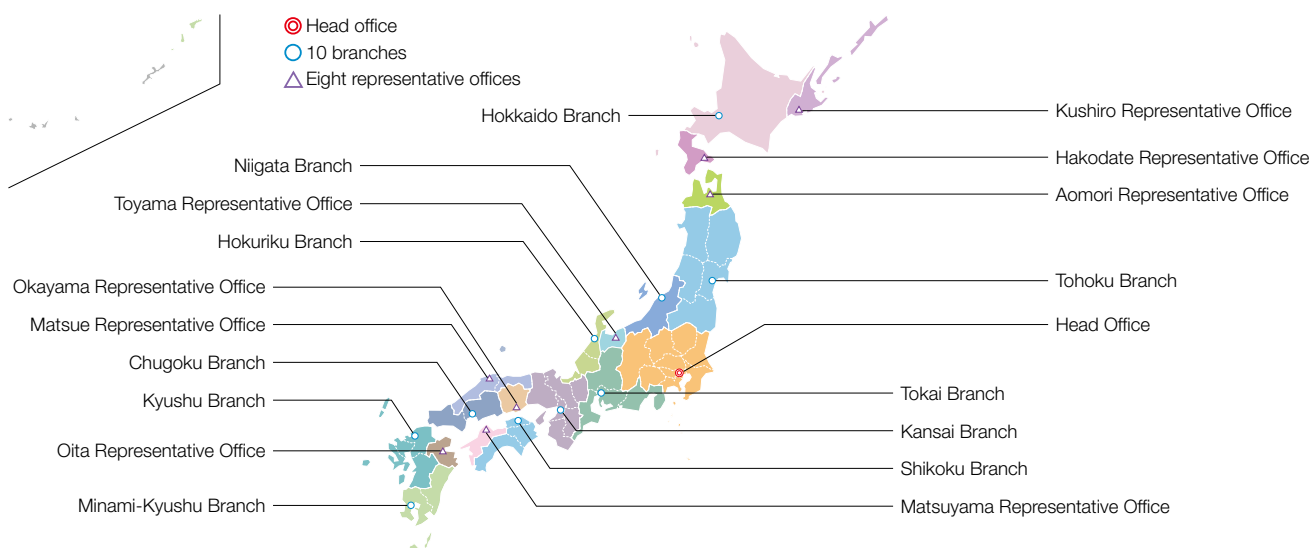 Head office
10 branches
Eight representative offices
Hokkaido Branch
Niigata Branch
Toyama Representative Office
Hokuriku Branch
Okayama Representative Office
Matsue Representative Office
Chugoku Branch
Kyushu Branch
Oita Representative Office
Minami-Kyushu Branch
Kushiro Representative Office
Hakodate Representative Office
Aomori Representative Office
Tohoku Branch
Head Office
Tokai Branch
Kansai Branch
Shikoku Branch
Matsuyama Representative Office